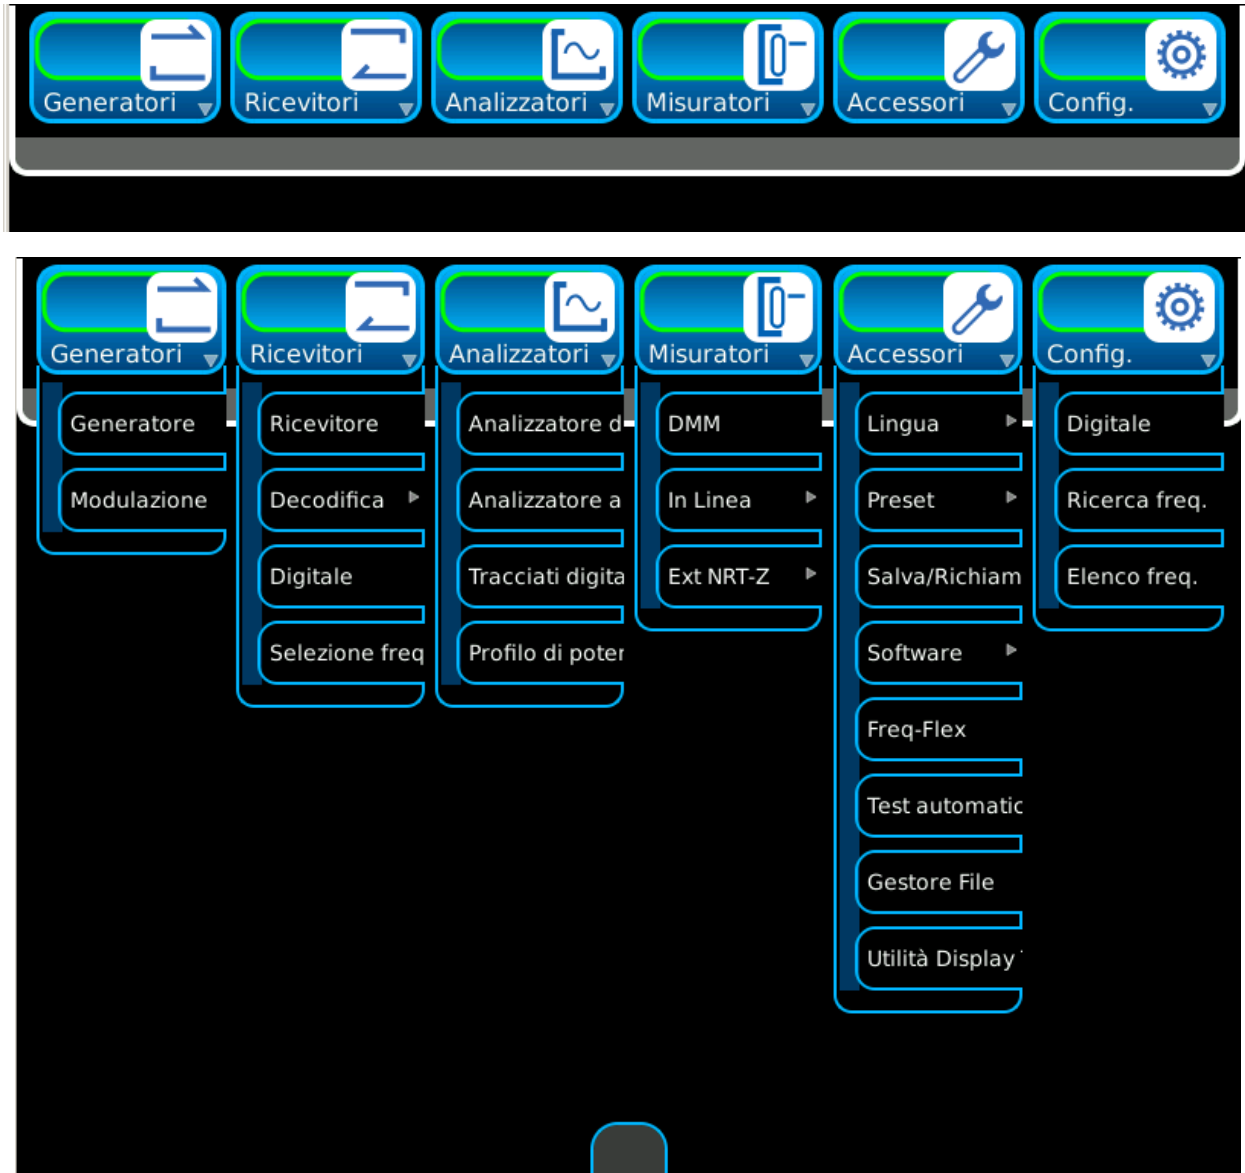 Generatori
Ricevitori
Analizzatori
Misuratori
Accessori
Config.
Generatori
Generatore
Modulazione
Ricevitori
Ricevitore
Decodifica
Digitale
Selezione freq
Analizzatori
Analizzatore d
Analizzatore a
Tracciati digita
Profilo di poter
Misuratori
DMM
In Linea
Ext NRT-Z
Accessori
Lingua
Preset
Salva/Richiam
Software
Freq-Flex
Test automatic
Gestore File
Utilità Display
Config.
Digitale
Ricerca freq.
Elenco freq.